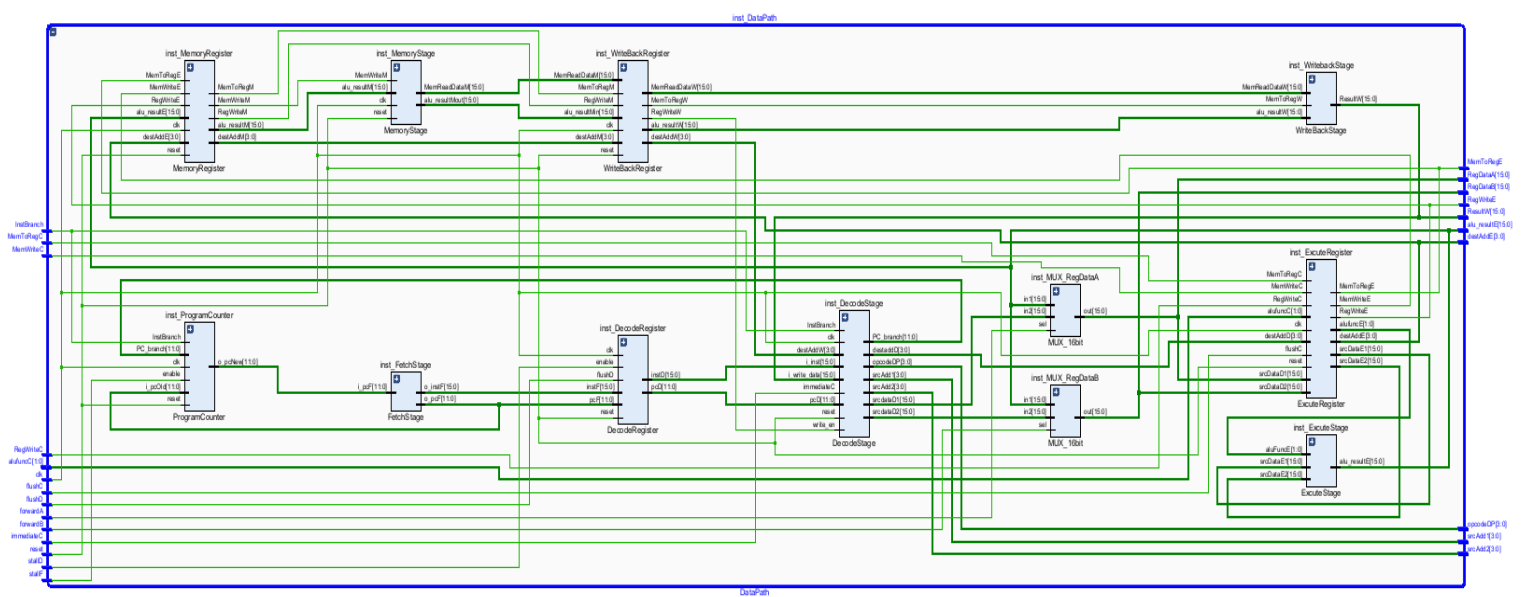 inst_DataPath
inst_MemoryRegister
MemToRegE
MemWriteE
RegWriteE
alu_resultE[15:0]
clk
destAddE[3:0]
reset
MemToRegM
MemWriteM
RegWriteM
alu_resultM[15:0]
destAddM[3:0]
MemoryRegister
inst_MemoryStage
MemWriteM
alu_resultM[15:0]
clk
reset
MemReadDataM[15:0]
alu_resultMout[15:0]
MemoryStage
inst_WriteBackRegister
MemReadDataM[15:0]
MemToRegM
RegWriteM
alu_resultMin[15:0]
clk
destAddM[3:0]
reset
MemReadDataW[15:0]
MemToRegW
RegWriteW
alu_resultW[15:0]
destAddW[3:0]
WriteBackRegister
inst_WritebackStage
MemReadDataW[15:0]
MemToRegW
alu_resultW[15:0]
ResultW[15:0]
WriteBackStage
MemToRegE
RegDataA[15:0]
RegDataB[15:0]
RegWriteE
ResultW[15:0]
alu_resultE[15:0]
destAddE[3:0]
InstBranch
MemToRegC
MemWriteC
inst_ProgramCounter
InstBranch
PC_branch[11:0]
clk
enable
i_pcOld[11:0]
reset
o_pcNew[11:0]
ProgramCounter
inst_FetchStage
i_pcF[11:0]
o_instF[15:0]
o_pcF[11:0]
FetchStage
inst_DecodeRegister
clk
enable
flushD
instF[15:0]
pcF[11:0]
reset
instD[15:0]
pcD[11:0]
DecodeRegister
inst_DecodeStage
InstBranch
clk
destAddW[3:0]
i_inst[15:0]
i_write_data[15:0]
immediateC
pcD[11:0]
reset
write_en
PC_branch[11:0]
destaddD[3:0]
opcodeDP[3:0]
srcAdd1[3:0]
srcAdd2[3:0]
srcdataD1[15:0]
srcdataD2[15:0]
DecodeStage
inst_MUX_RegDataA
in1[15:0]
in2[15:0]
sel
out[15:0]
MUX_16bit
inst_MUX_RegDataB
in1[15:0]
in2[15:0]
sel
out[15:0]
MUX_16bit
inst_ExcuteRegister
MemToRegC
MemWriteC
RegWriteC
alufuncC[1:0]
clk
destAddD[3:0]
flushC
reset
srcDataD1[15:0]
srcDataD2[15:0]
MemToRegE
MemWriteE
RegWriteE
alufuncE[1:0]
destAddE[3:0]
srcDataE1[15:0]
srcDataE2[15:0]
ExcuteRegister
inst_ExcuteStage
aluFuncE[1:0]
srcDataE1[15:0]
srcDataE2[15:0]
alu_resultE[15:0]
ExcuteStage
RegWriteC
alufuncC[1:0]
clk
flushC
flushD
forwardA
forwardB
immediateC
reset
stallD
stallF
opcodeDP[3:0]
srcAdd1[3:0]
srcAdd2[3:0]
DataPath